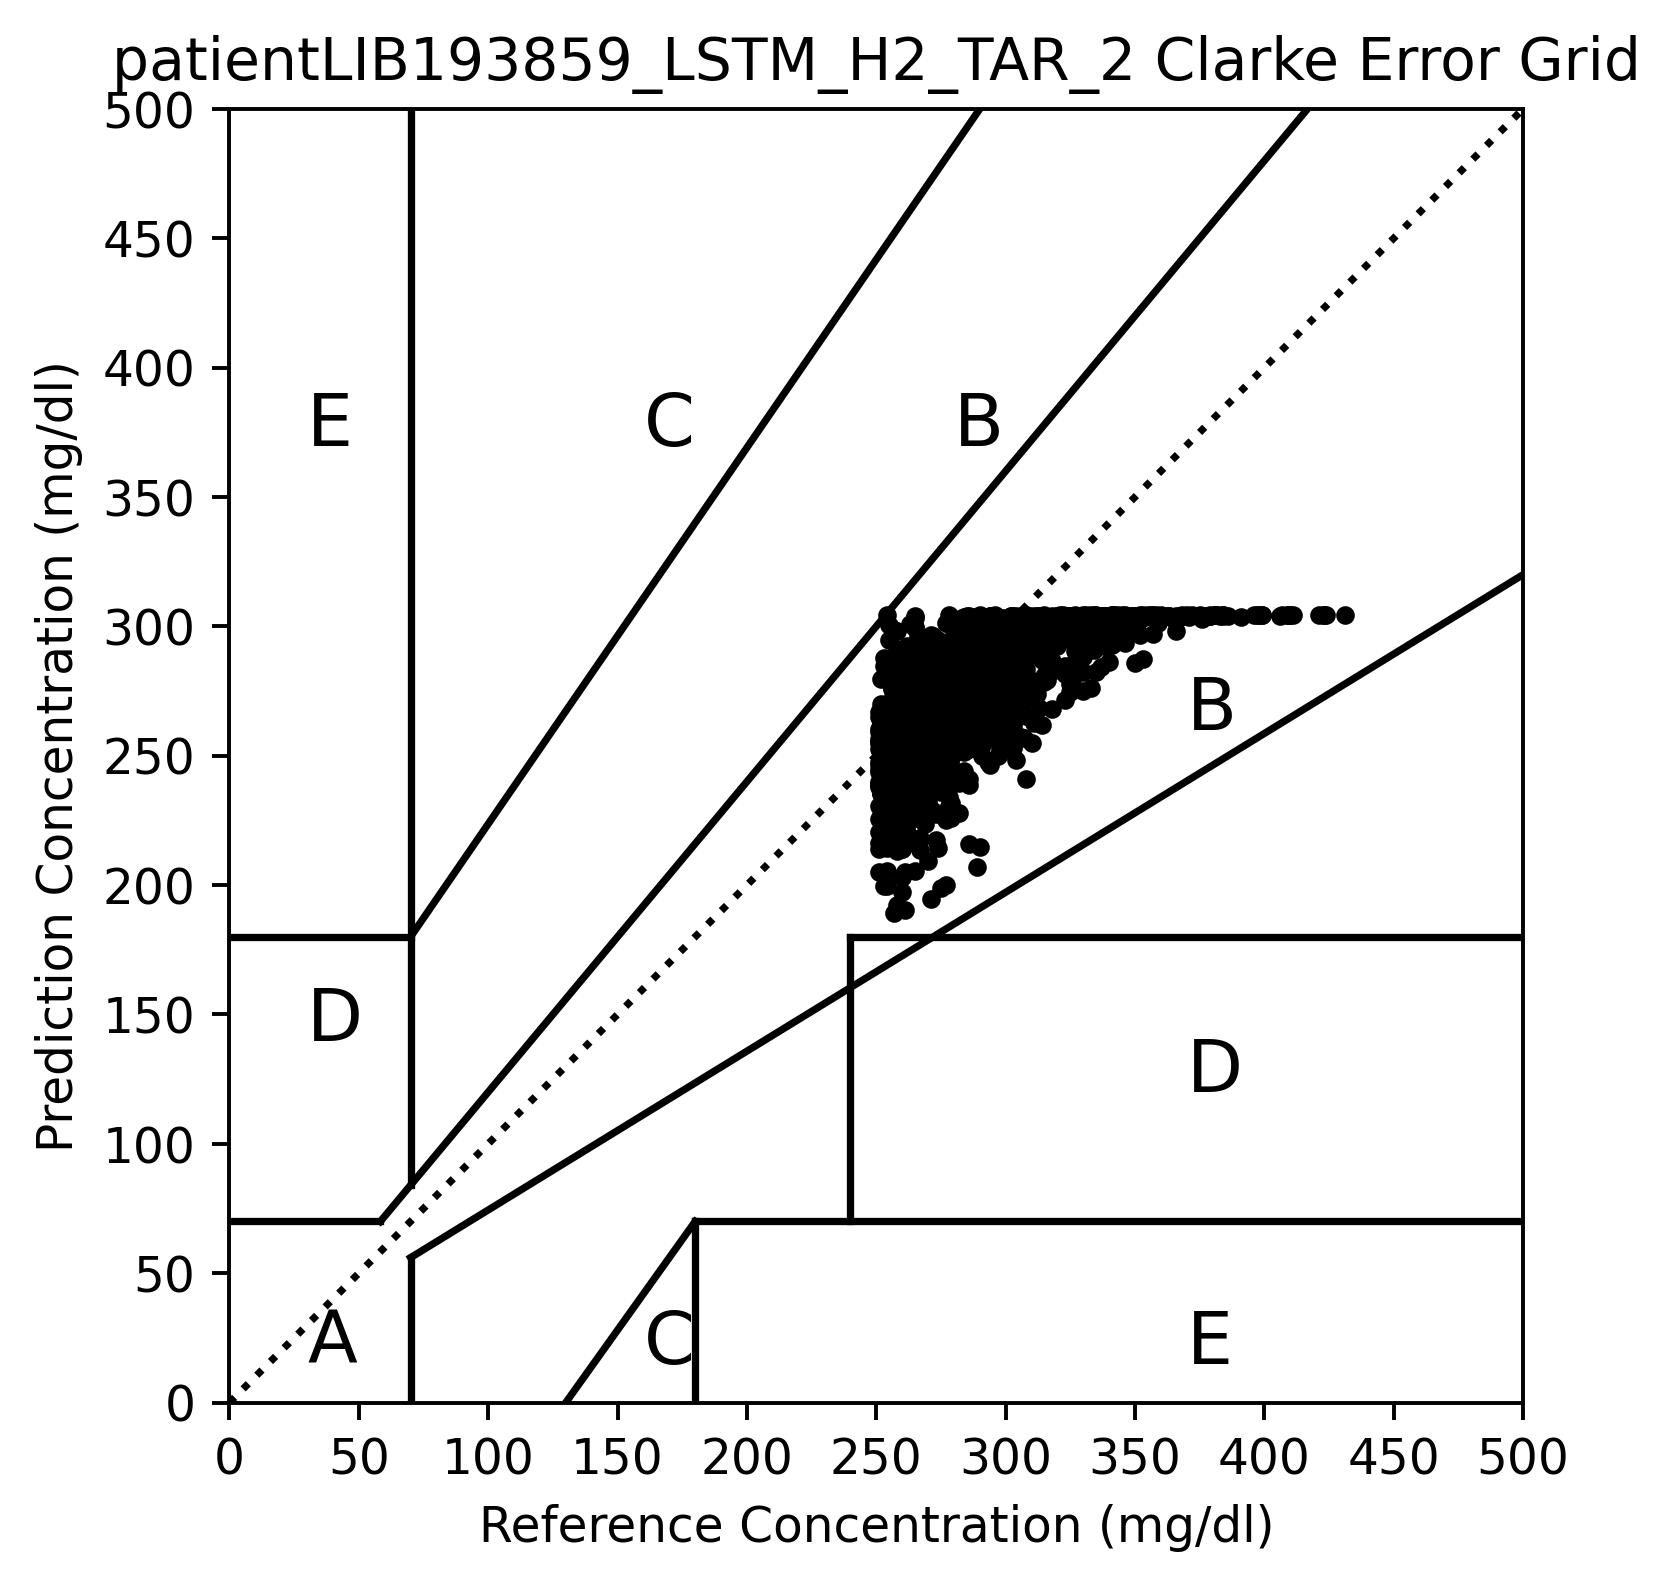 patientLIB193859_LSTM_H2_TAR_2 Clarke Error Grid
500
450
400
350
300
250
200
150
100
50
0
Prediction Concentration (mg/dl)
E
C
B
B
D
D
A
C
E
0 50 100 150 200 250 300 350 400 450 500
Reference Concentration (mg/dl)